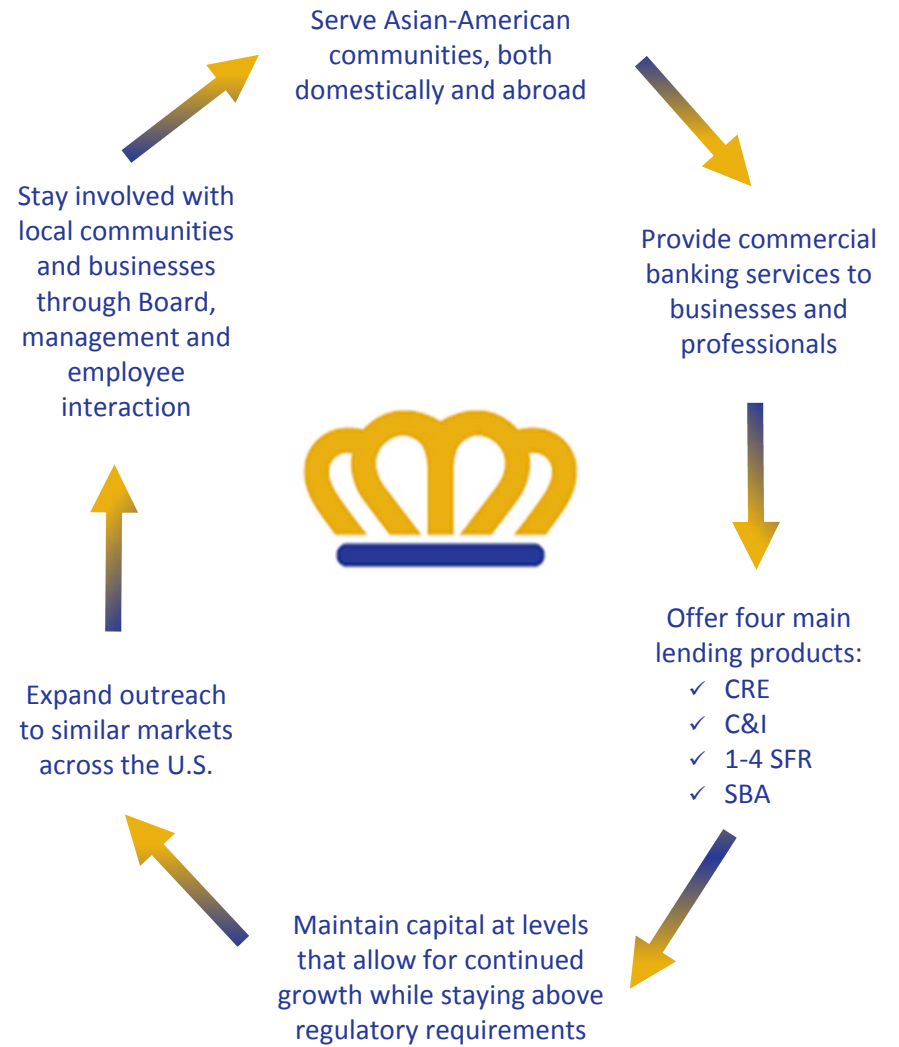 Serve Asian-American
communities, both
domestically and abroad
Provide commercial
banking services to
businesses and
professionals
Offer four main
lending products:
✓ CRE
✓ C&I
✓ 1-4 SFR
✓ SBA
Maintain capital at levels
that allow for continued
growth while staying above
regulatory requirements
Expand outreach
to similar markets
across the U.S.
Stay involved with
local communities
and businesses
through Board,
management and
employee
interaction